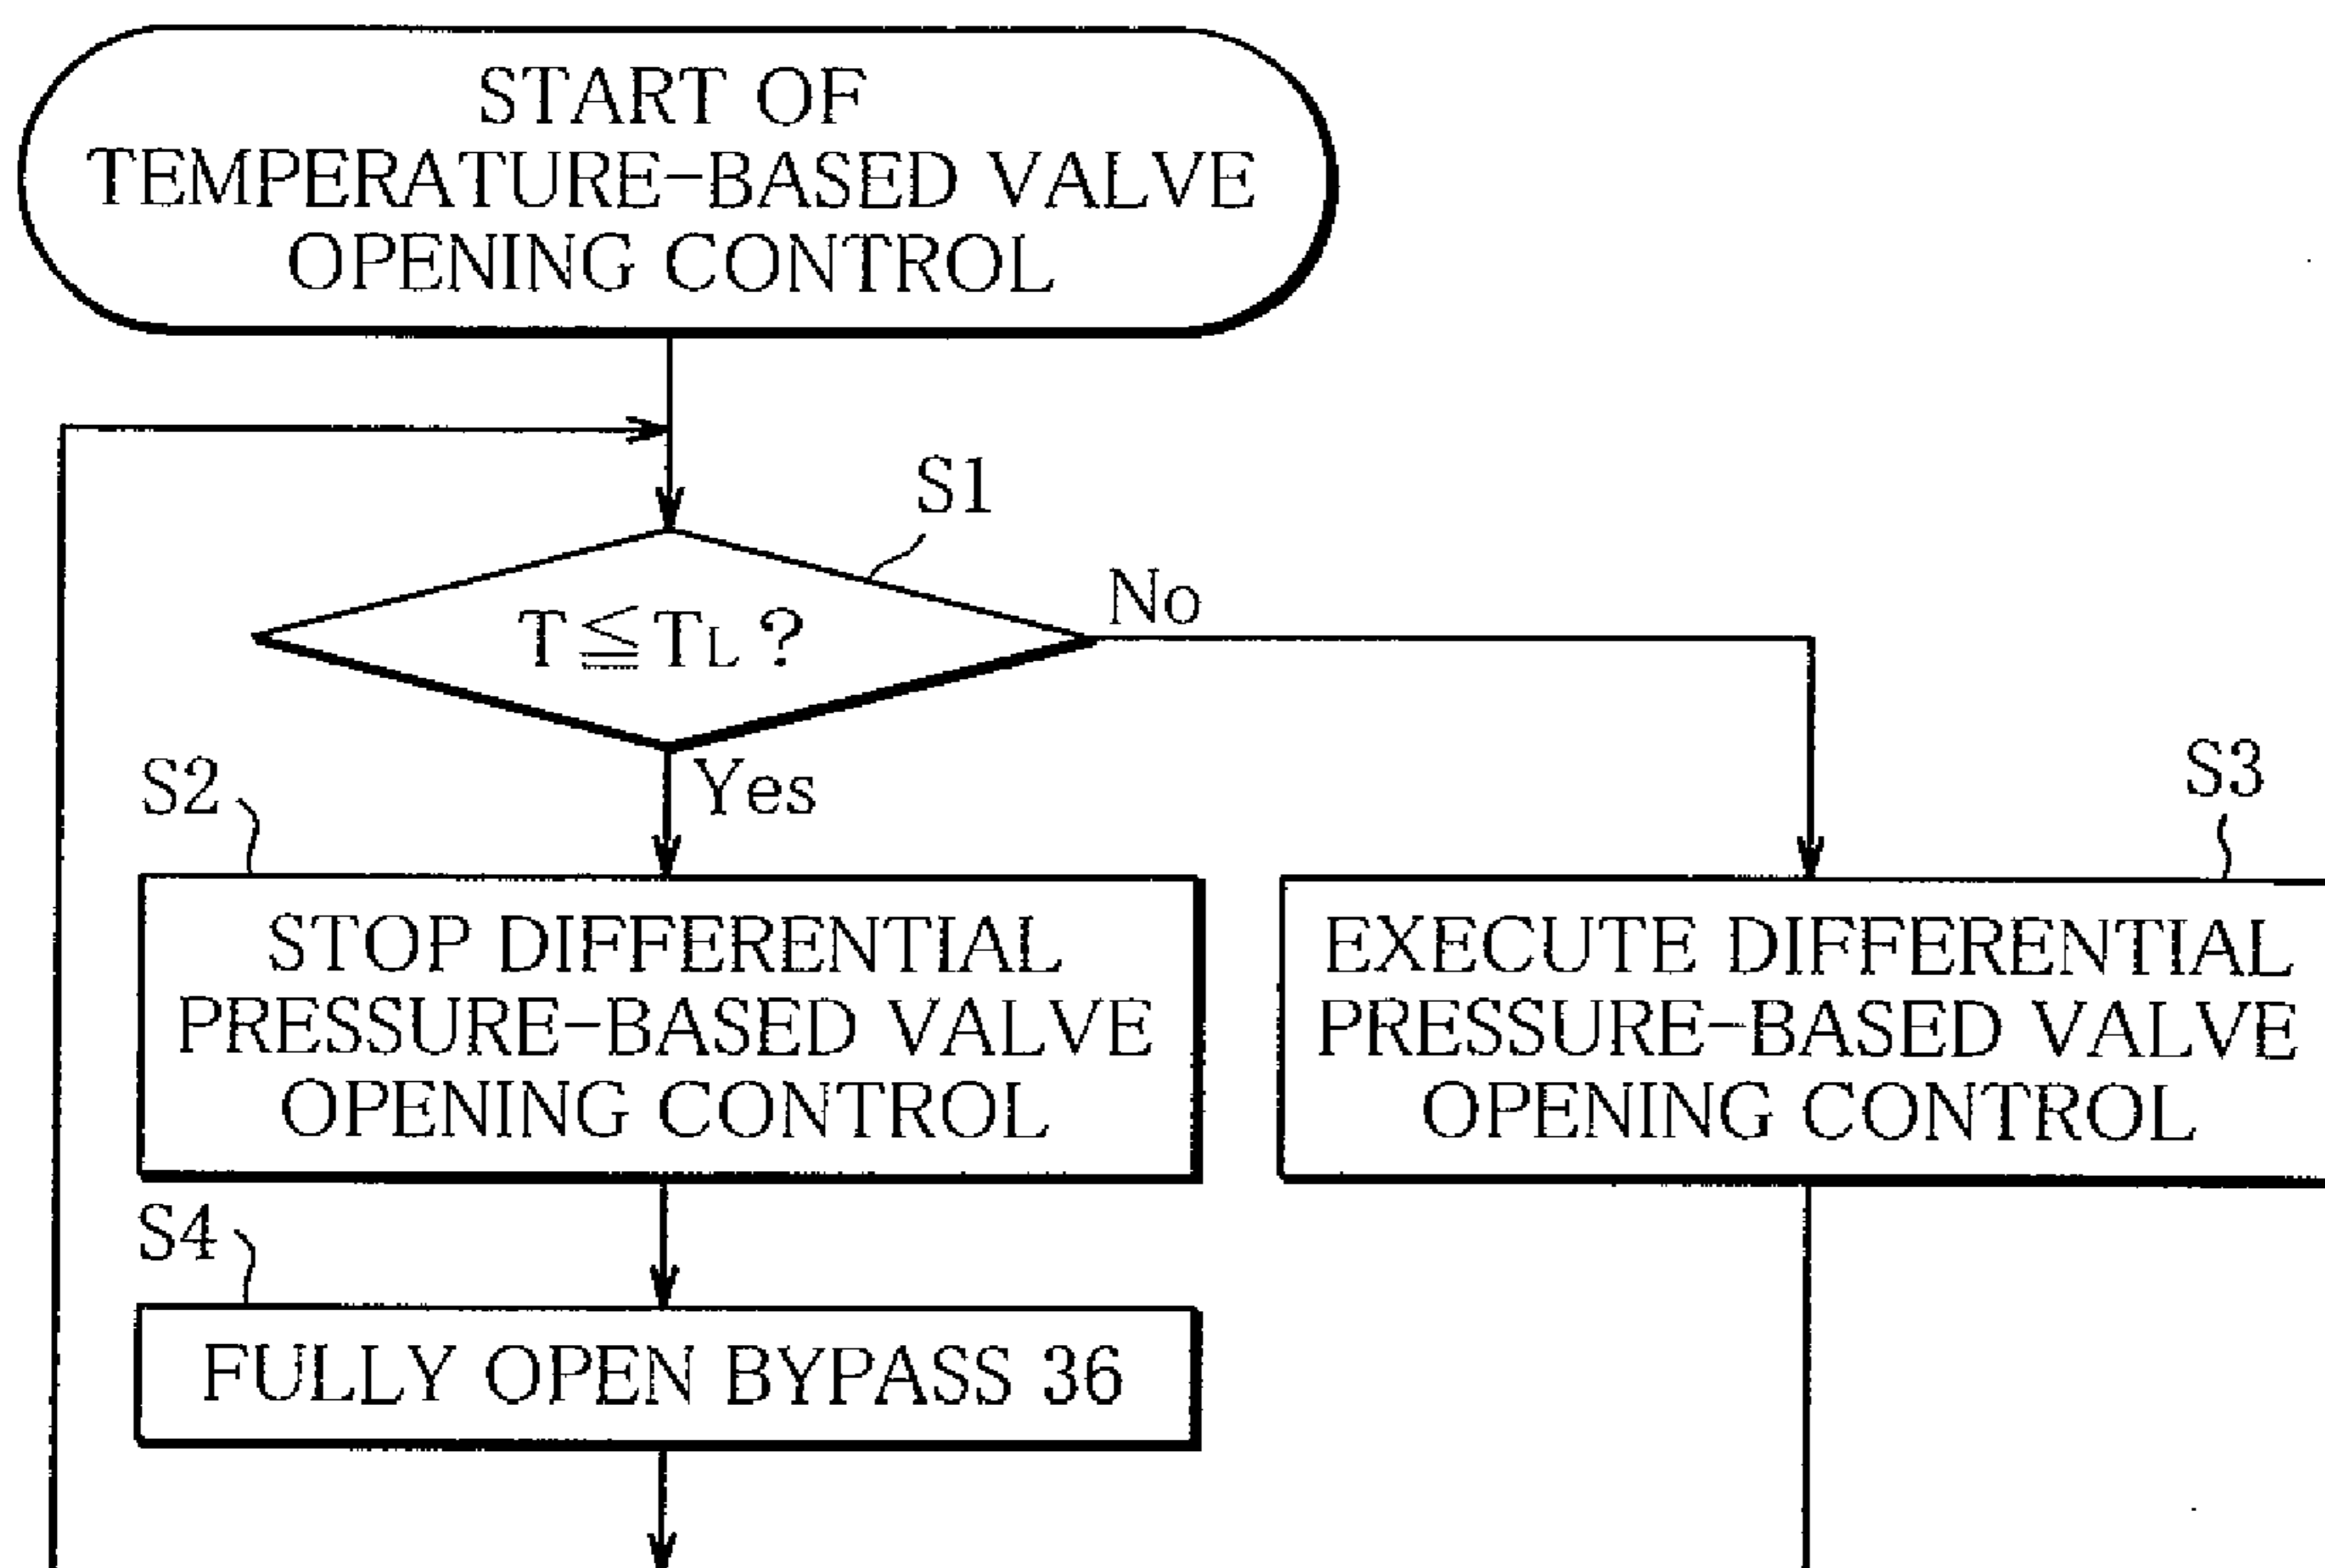 START OF
TEMPERATURE-BASED VALVE
OPENING CONTROL
S1
T≦TL ?
No
Yes
S2
STOP DIFFERENTIAL
PRESSURE-BASED VALVE
OPENING CONTROL
S3
EXECUTE DIFFERENTIAL
PRESSURE-BASED VALVE
OPENING CONTROL
S4
FULLY OPEN BYPASS 36